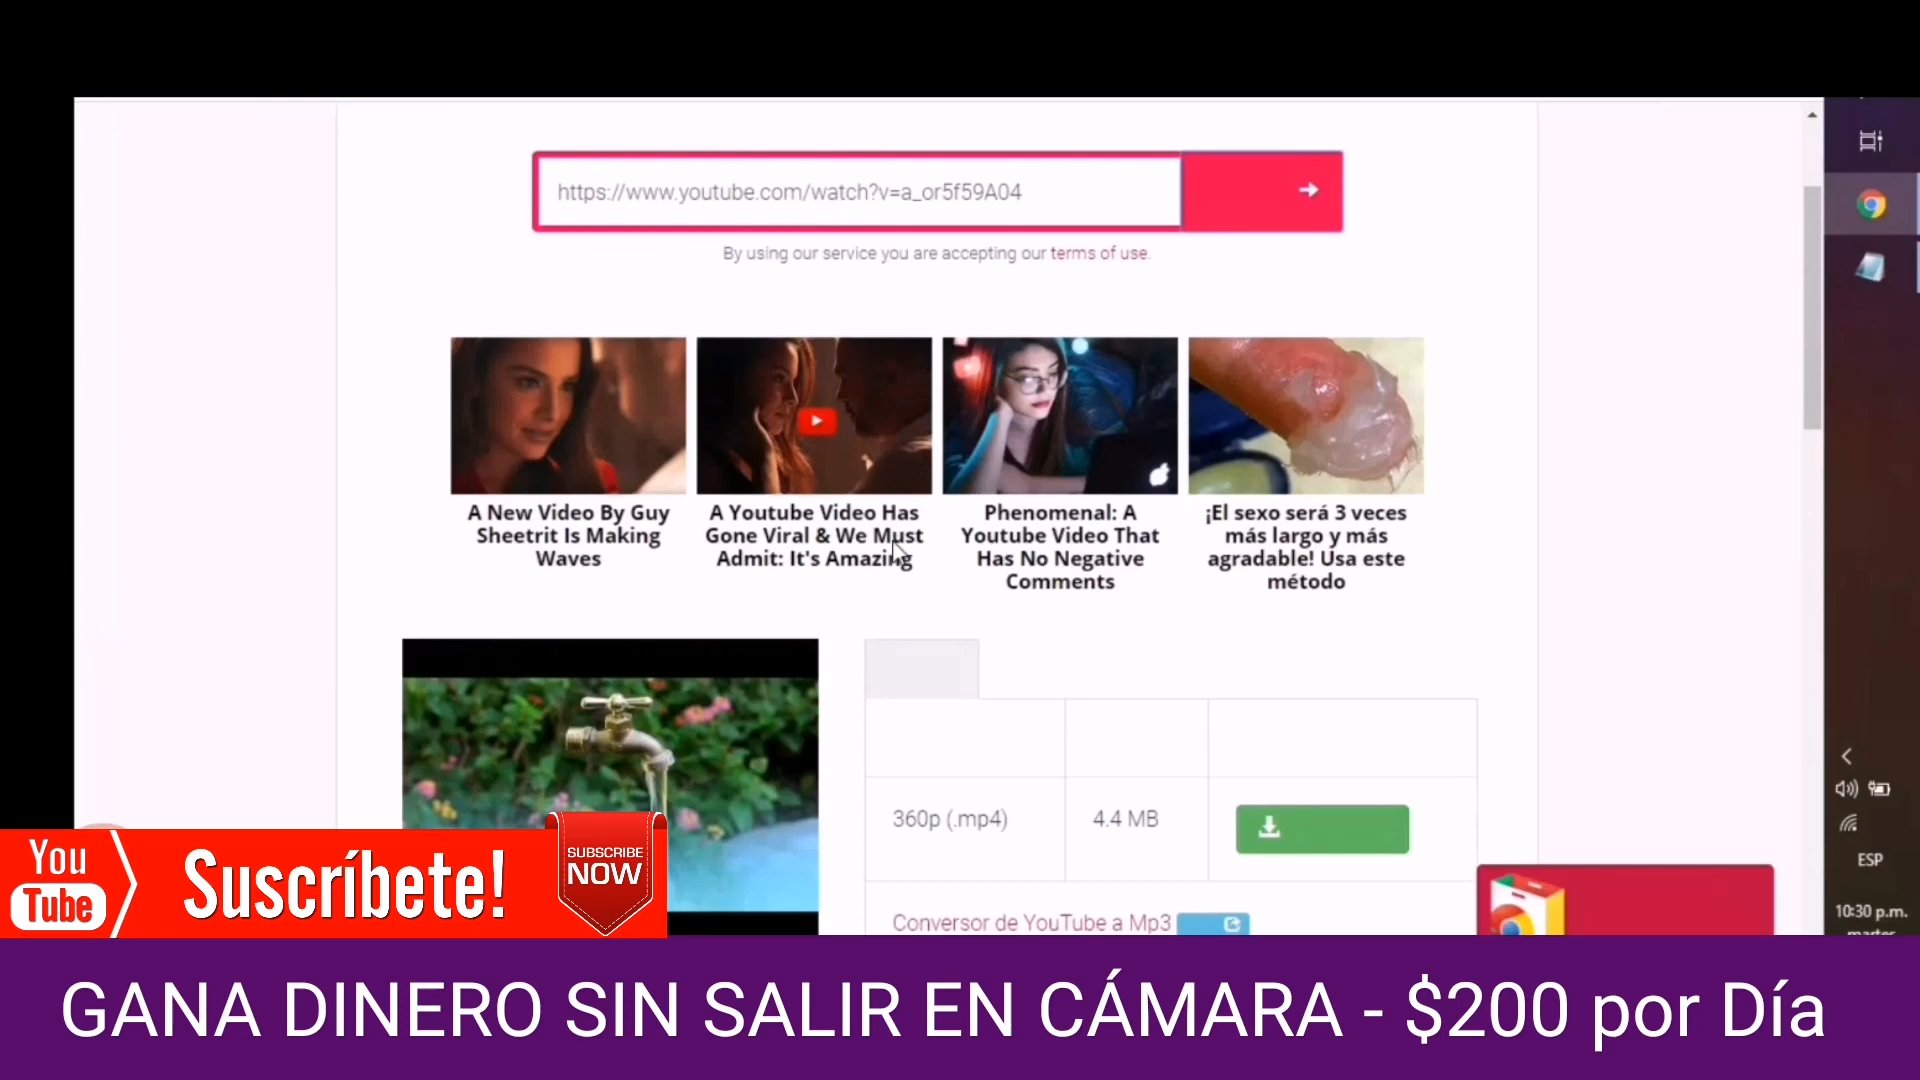 https://www.youtube.com/watch?v=a_or5f59A04
By using our service you are accepting our terms of use.
A New Video By Guy
Sheetrit Is Making
Waves
A Youtube Video Has
Gone Viral & We Must
Admit: It's Amazing
Phenomenal: A
Youtube Video That
Has No Negative
Comments
¡El sexo será 3 veces
más largo y más
agradable! Usa este
método
360p (.mp4)
4.4 MB
Conversor de YouTube a Mp3
ESP
10:30 p.m.
martes
You
Tube
Suscríbete!
SUBSCRIBE
NOW
GANA DINERO SIN SALIR EN CÁMARA - $200 por Día